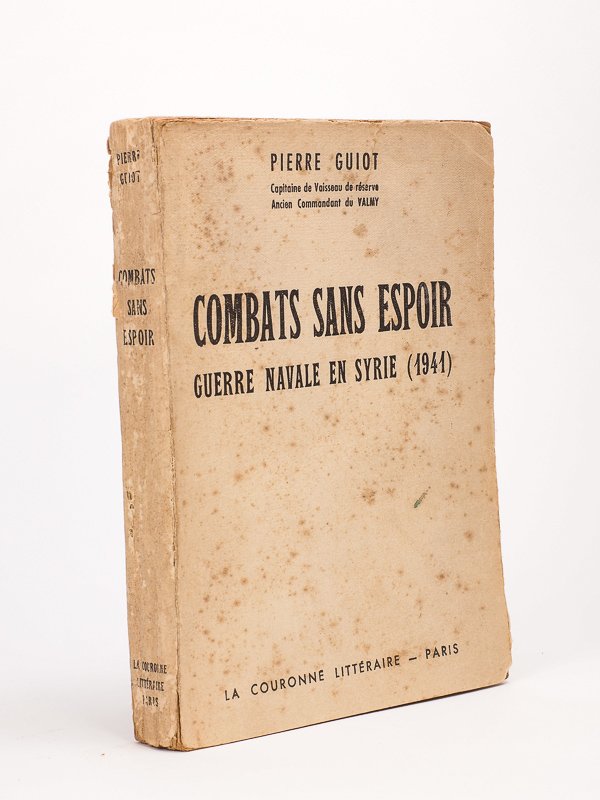 PIERRE GUIOT
Capitaine de Vaisseau de réserve
Ancien Commandant du VALMY
COMBATS SANS ESPOIR
GUERRE NAVALE EN SYRIE (1941)
LA COURONNE LITTÉRAIRE — PARIS
PIERRE
GUIOT
COMBATS
SANS
ESPOIR
LA COURONNE
LITTÉRAIRE
PARIS